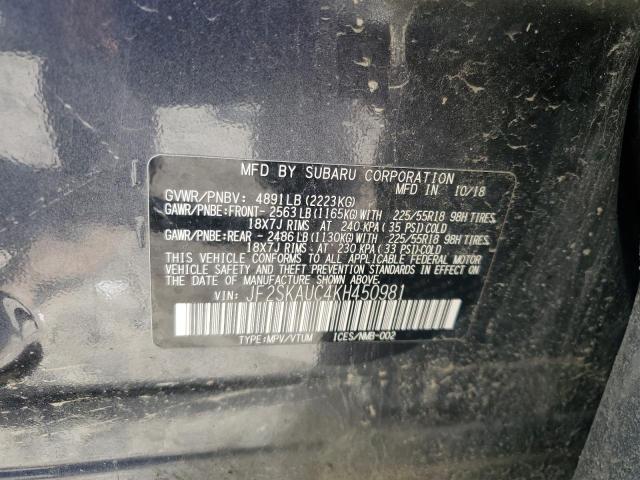 MFD BY SUBARU CORPORATION
MFD IN 10/18
GVWR/PNBV: 4891LB(2223KG)
GAWR/PNBE:FRONT- 2563LB(1165KG)WITH 225/55R18 98H TIRES,
18X7J RIMS AT 240 KPA(35 PSI)COLD
GAWR/PNBE:REAR - 2486LB(1130KG)WITH 225/55R18 98H TIRES,
18X7J RIMS AT 230 KPA(33 PSI)COLD
THIS VEHICLE CONFORMS TO ALL APPLICABLE
FEDERAL MOTOR VEHICLE SAFETY
AND THEFT PREVENTION STANDARDS IN EFFECT ON
THE DATE OF MANUFACTURE SHOWN ABOVE.
VIN: JF2SKAUC4KH450981
TYPE:MPV/VTUM ICES/NMB-002